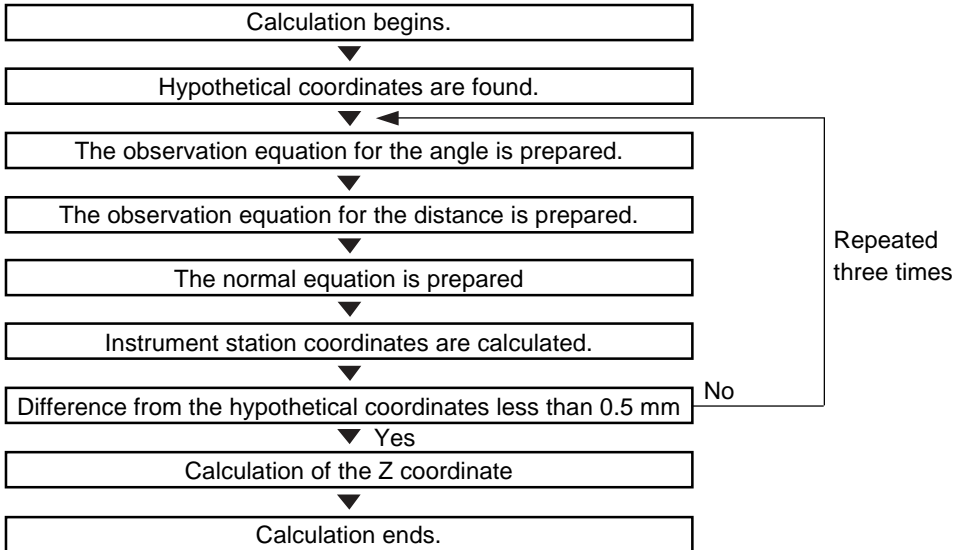 Calculation begins.
Hypothetical coordinates are found.
The observation equation for the angle is prepared.
The observation equation for the distance is prepared.
The normal equation is prepared
Instrument station coordinates are calculated.
Difference from the hypothetical coordinates less than 0.5 mm
No
Repeated
three times
Yes
Calculation of the Z coordinate
Calculation ends.